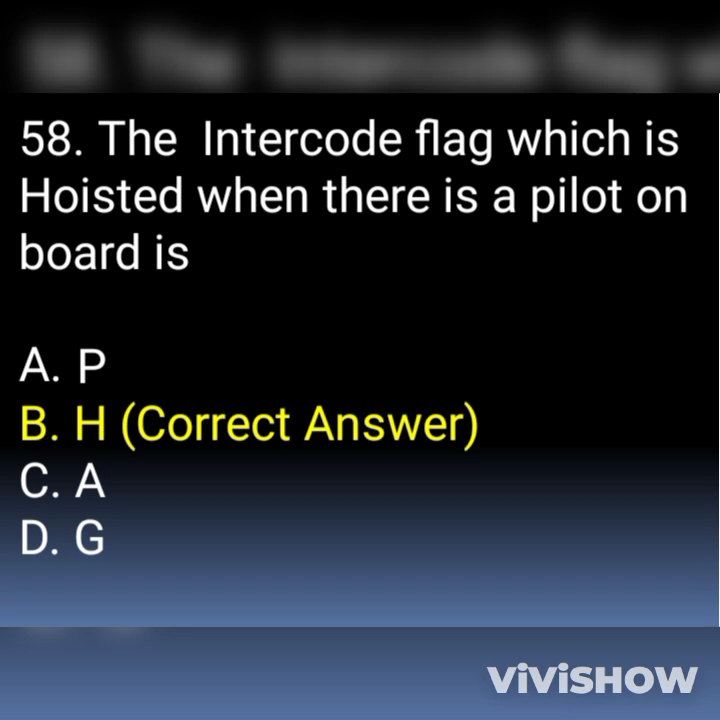 58. The Intercode flag which is
Hoisted when there is a pilot on
board is
A. P
B. H (Correct Answer)
C. A
D. G
ViViSHOW